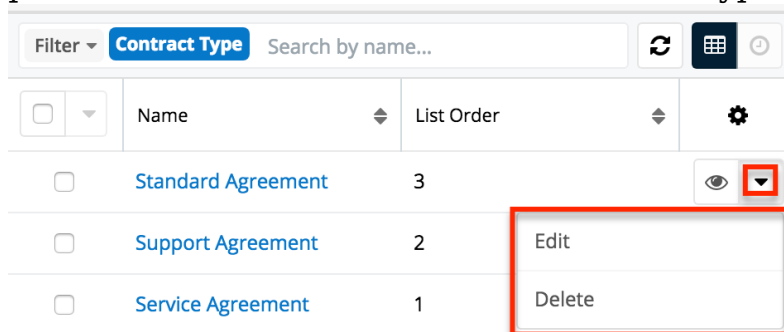 Filter Contract Type Search by name...
Name List Order
Standard Agreement 3
Support Agreement 2 Edit
Service Agreement 1 Delete